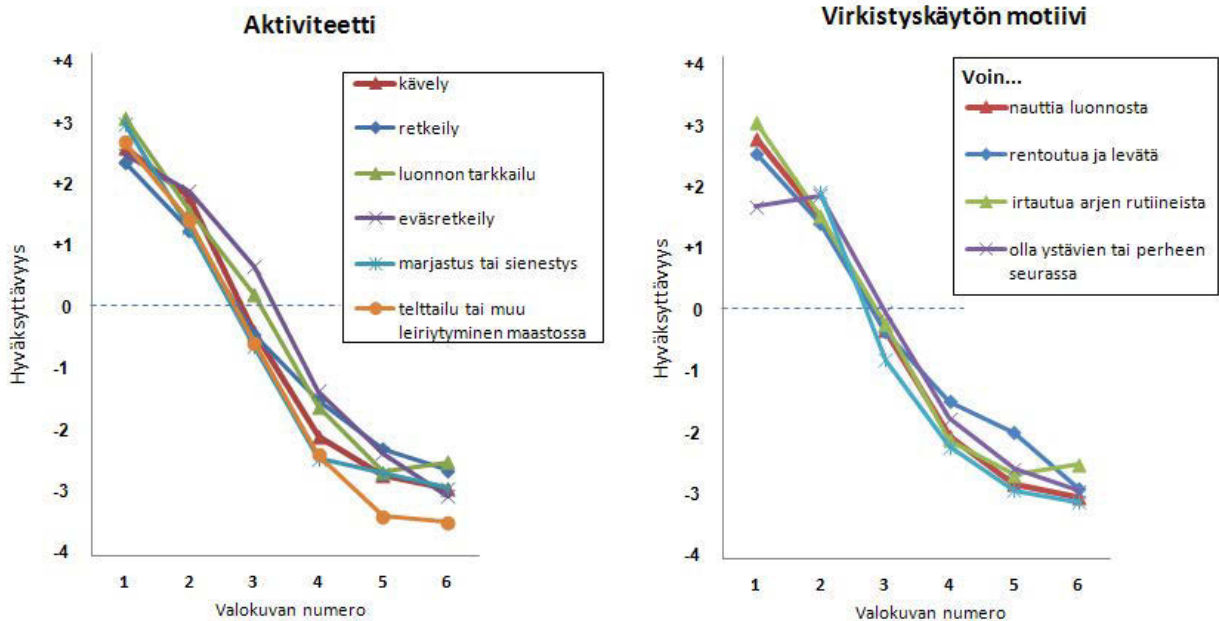 Aktiviteetti
+4
+3
+2
+1
0
-1
-2
-3
-4
Hyväksyttävyys
kävely
retkeily
luonnon tarkkailu
eväsretkeily
marjastus tai sienestys
telttailu tai muu
leiriytyminen maastossa
1 2 3 4 5 6
Valokuvan numero
Virkistyskäytön motiivi
+4
+3
+2
+1
0
-1
-2
-3
-4
Hyväksyttävyys
Voin...
nauttia luonnosta
rentoutua ja levätä
irtautua arjen rutiineista
olla ystävien tai perheen
seurassa
1 2 3 4 5 6
Valokuvan numero